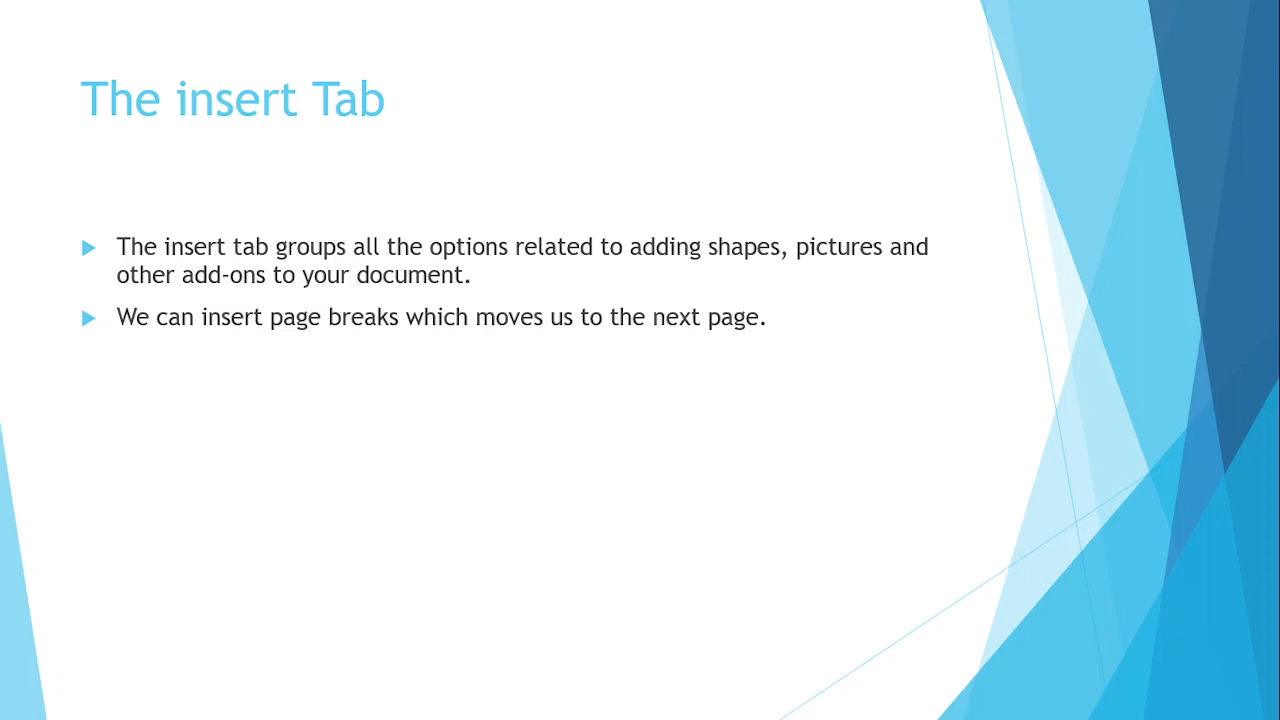 The insert Tab
The insert tab groups all the options related to adding shapes, pictures and
other add-ons to your document.
We can insert page breaks which moves us to the next page.